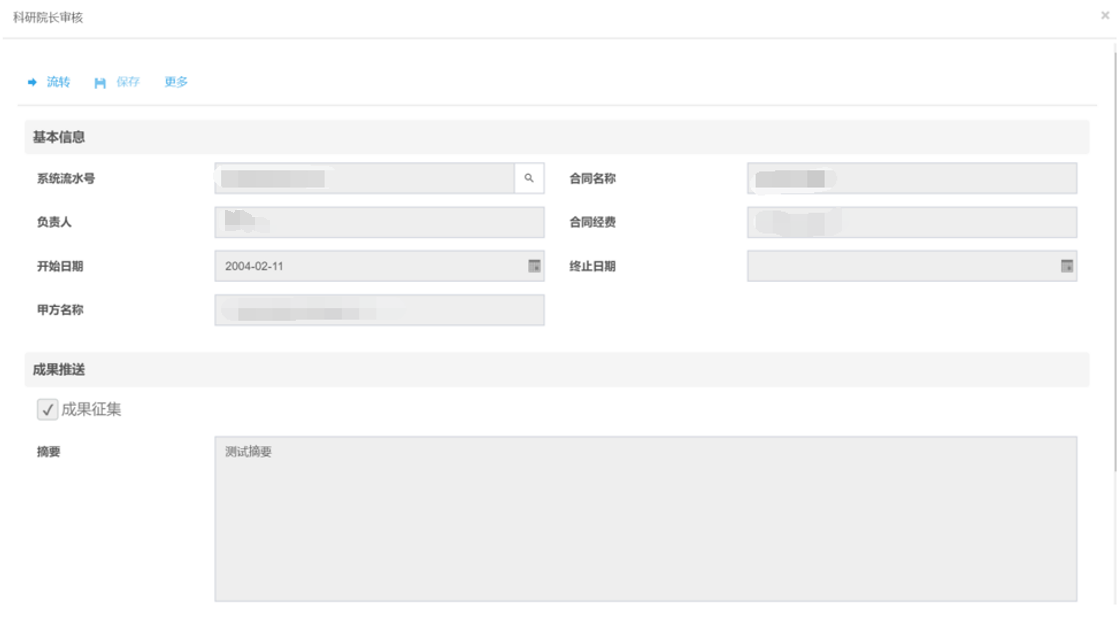 科研院长审核
流转 保存 更多
基本信息
系统流水号 合同名称
负责人 合同经费
开始日期 2004-02-11 终止日期
甲方名称
成果推送
成果征集
摘要 测试摘要